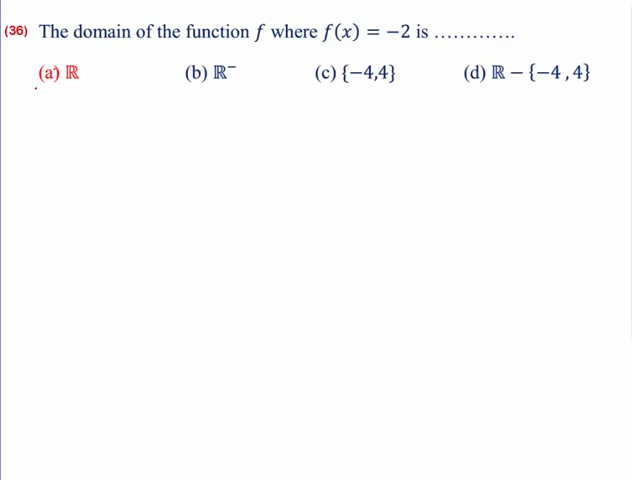 (36) The domain of the function f where f(x) = −2 is ………….
(a) ℝ (b) ℝ⁻ (c) {−4,4} (d) ℝ − {−4 , 4}